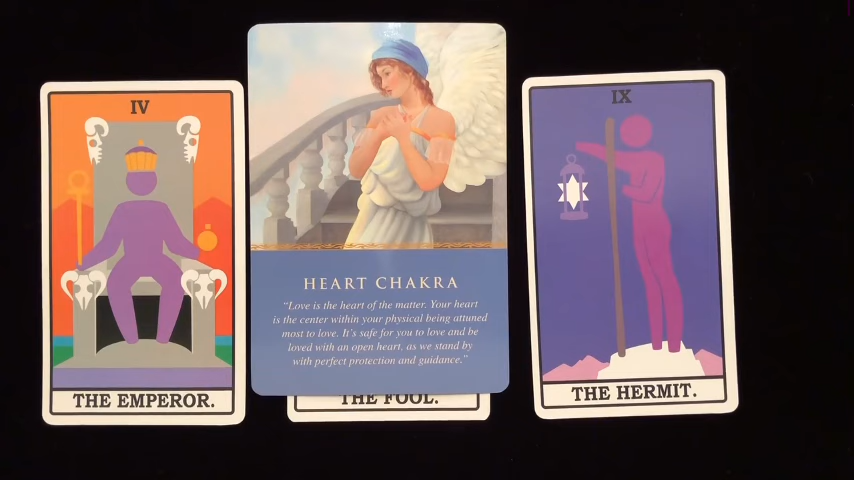 IV
THE EMPEROR.
HEART CHAKRA
"Love is the heart of the matter. Your heart
is the center within your physical being attuned
most to love. It's safe for you to love and be
loved with an open heart, as we stand by
with perfect protection and guidance."
THE FOOL.
IX
THE HERMIT.